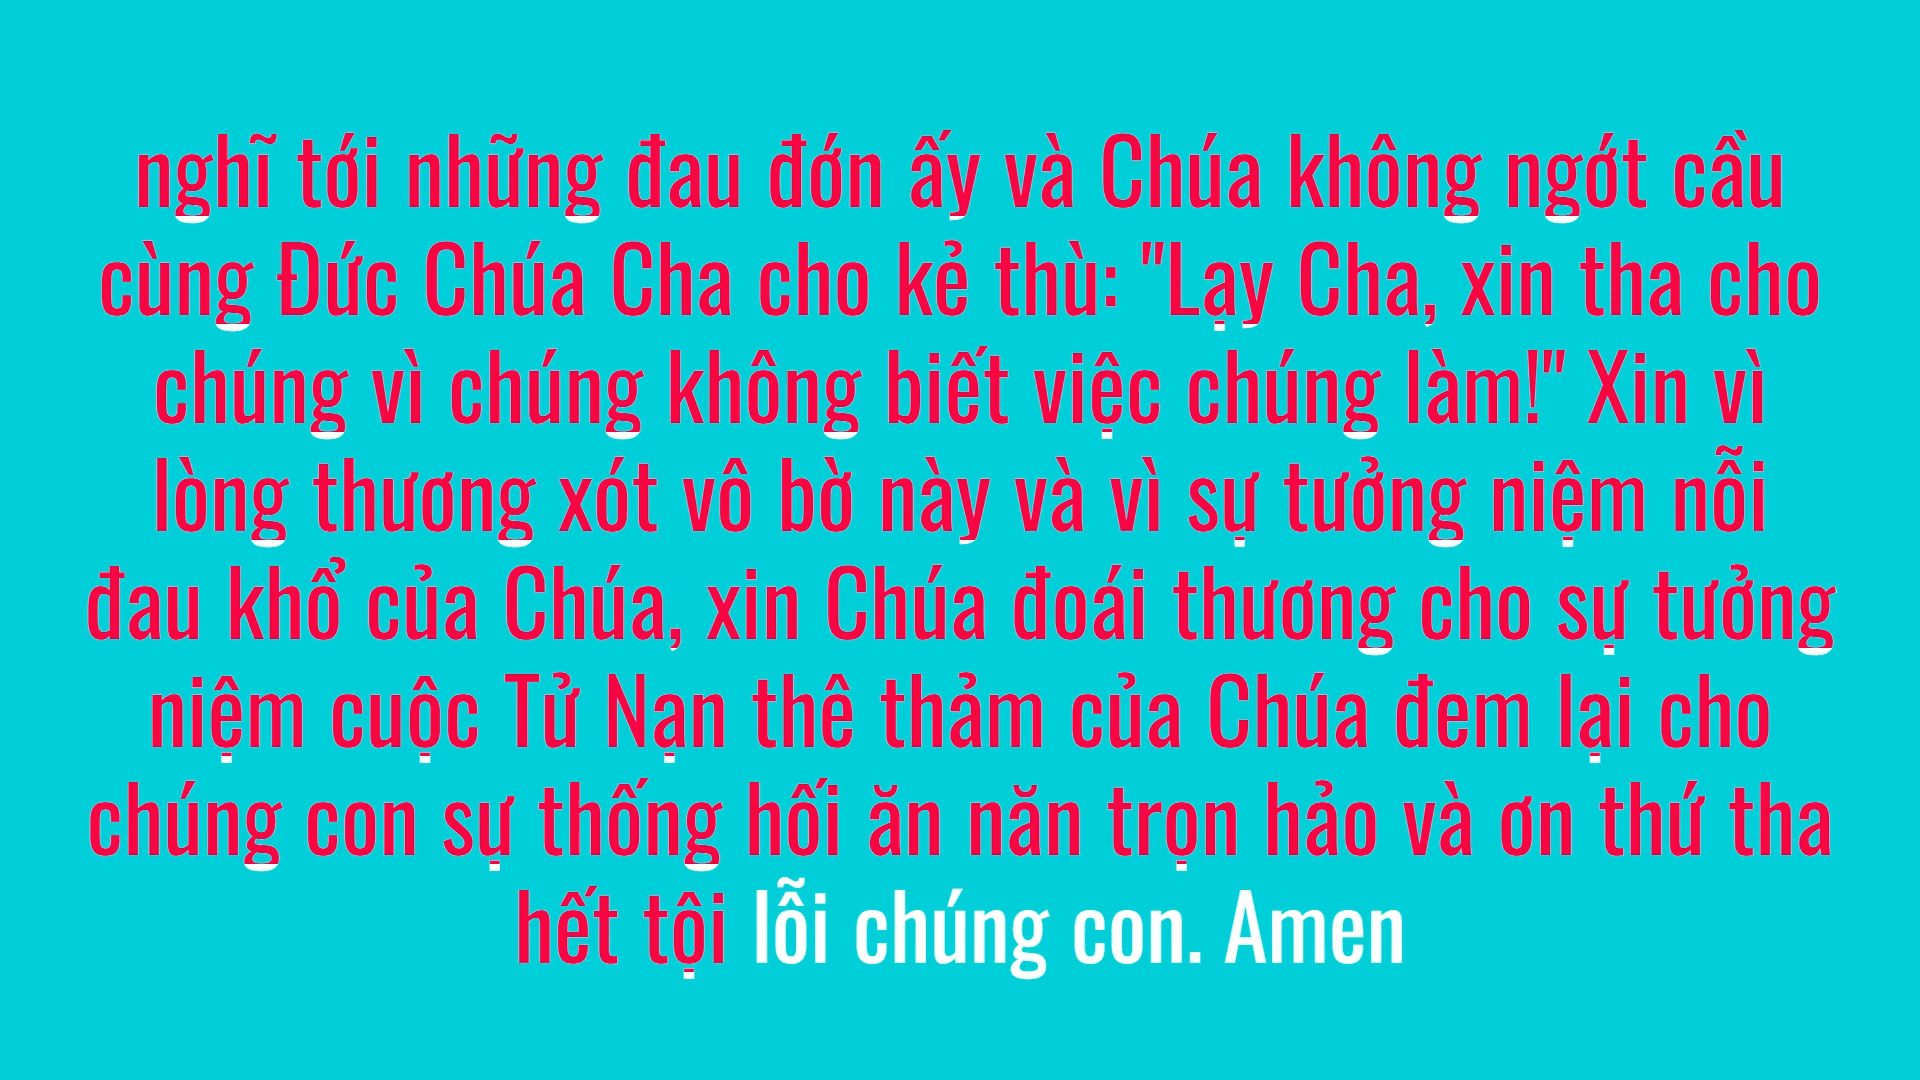 nghĩ tới những đau đớn ấy và Chúa không ngớt cầu
cùng Đức Chúa Cha cho kẻ thù: "Lạy Cha, xin tha cho
chúng vì chúng không biết việc chúng làm!" Xin vì
lòng thương xót vô bờ này và vì sự tưởng niệm nỗi
đau khổ của Chúa, xin Chúa đoái thương cho sự tưởng
niệm cuộc Tử Nạn thê thảm của Chúa đem lại cho
chúng con sự thống hối ăn năn trọn hảo và ơn thứ tha
hết tội lỗi chúng con. Amen